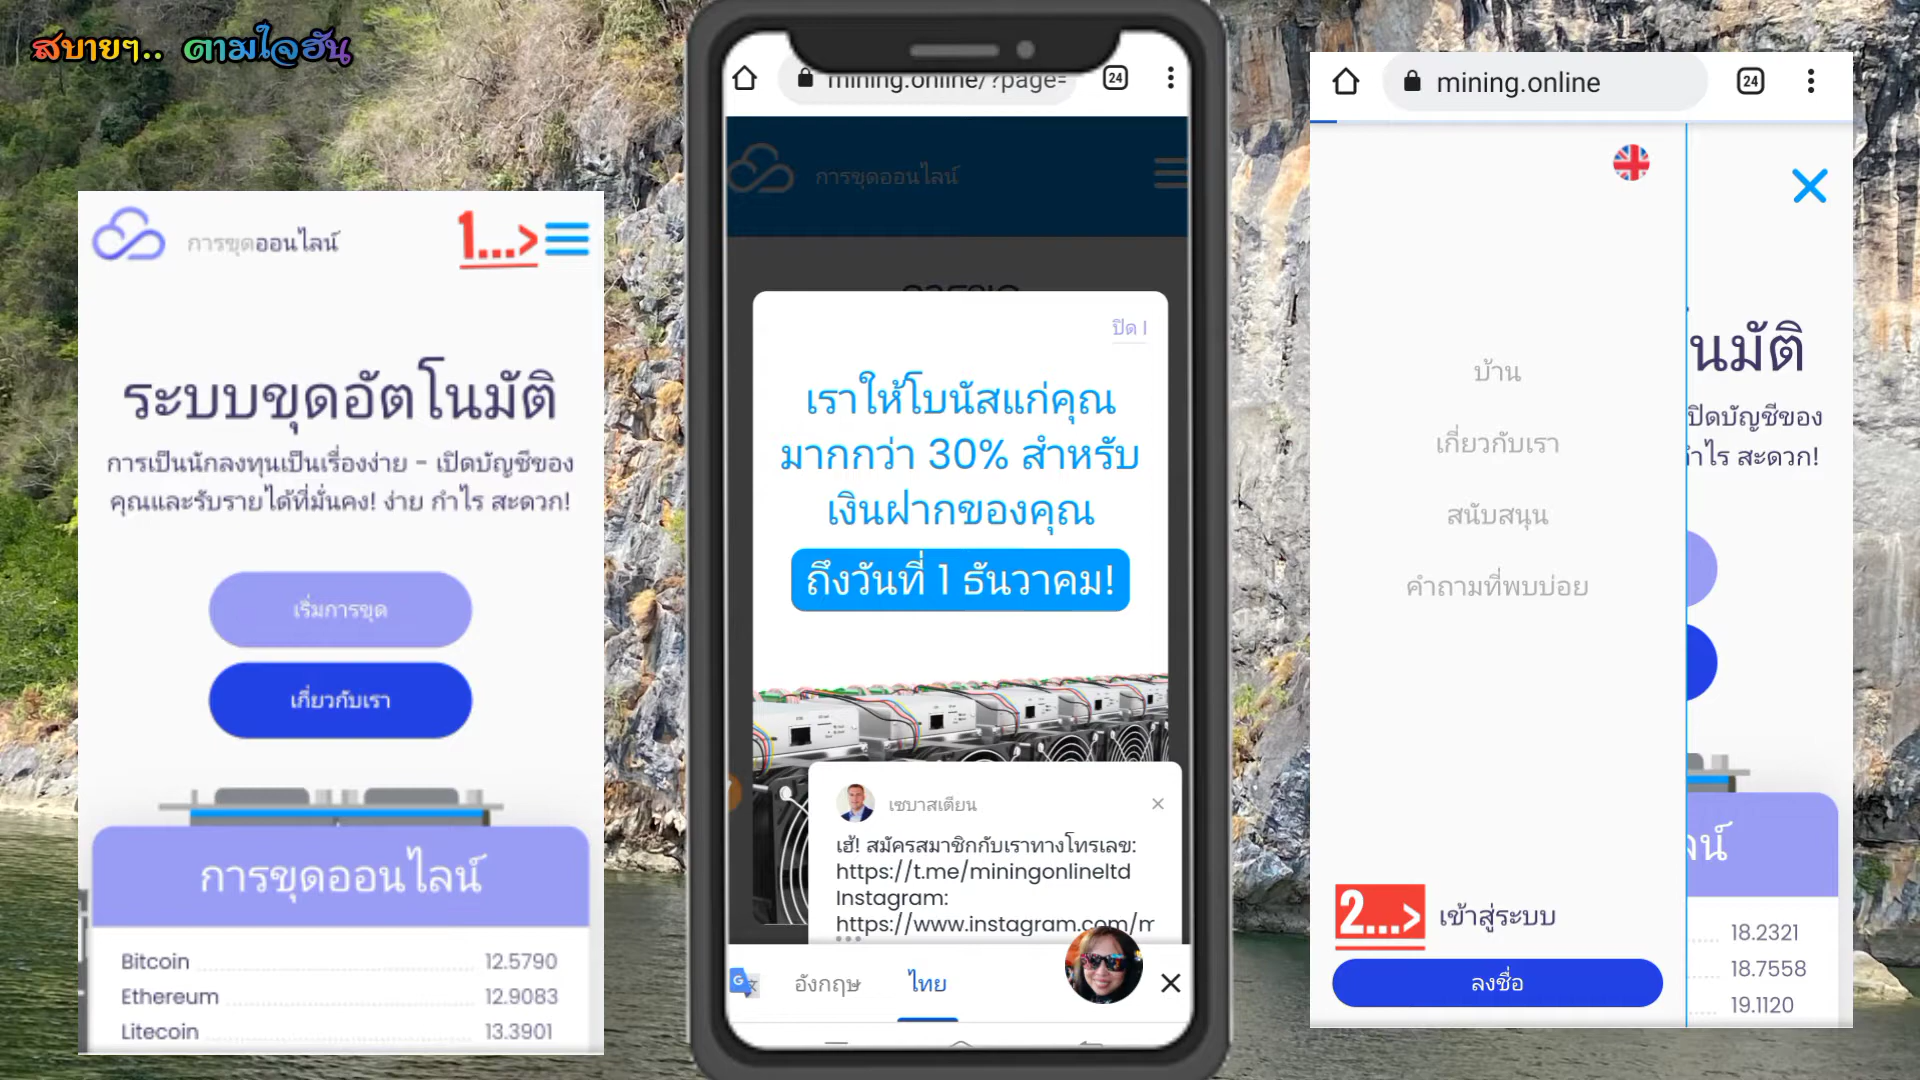 สบายๆ.. ตามใจฮัน
การขุดออนไลน์
1...>
ระบบขุดอัตโนมัติ
การเป็นนักลงทุนเป็นเรื่องง่าย - เปิดบัญชีของ
คุณและรับรายได้ที่มั่นคง! ง่าย กำไร สะดวก!
เริ่มการขุด
เกี่ยวกับเรา
การขุดออนไลน์
Bitcoin 12.5790
Ethereum 12.9083
Litecoin 13.3901
mining.online/?page=
24
การขุดออนไลน์
ปิด I
เราให้โบนัสแก่คุณ
มากกว่า 30% สำหรับ
เงินฝากของคุณ
ถึงวันที่ 1 ธันวาคม!
เซบาสเตียน
เฮ้! สมัครสมาชิกกับเราทางโทรเลข:
https://t.me/miningonlineltd
Instagram:
https://www.instagram.com/m
อังกฤษ
ไทย
mining.online
24
บ้าน
เกี่ยวกับเรา
สนับสนุน
คำถามที่พบบ่อย
2...>
เข้าสู่ระบบ
ลงชื่อ
นมัติ
ปิดบัญชีของ
กำไร สะดวก!
ลน์
18.2321
18.7558
19.1120